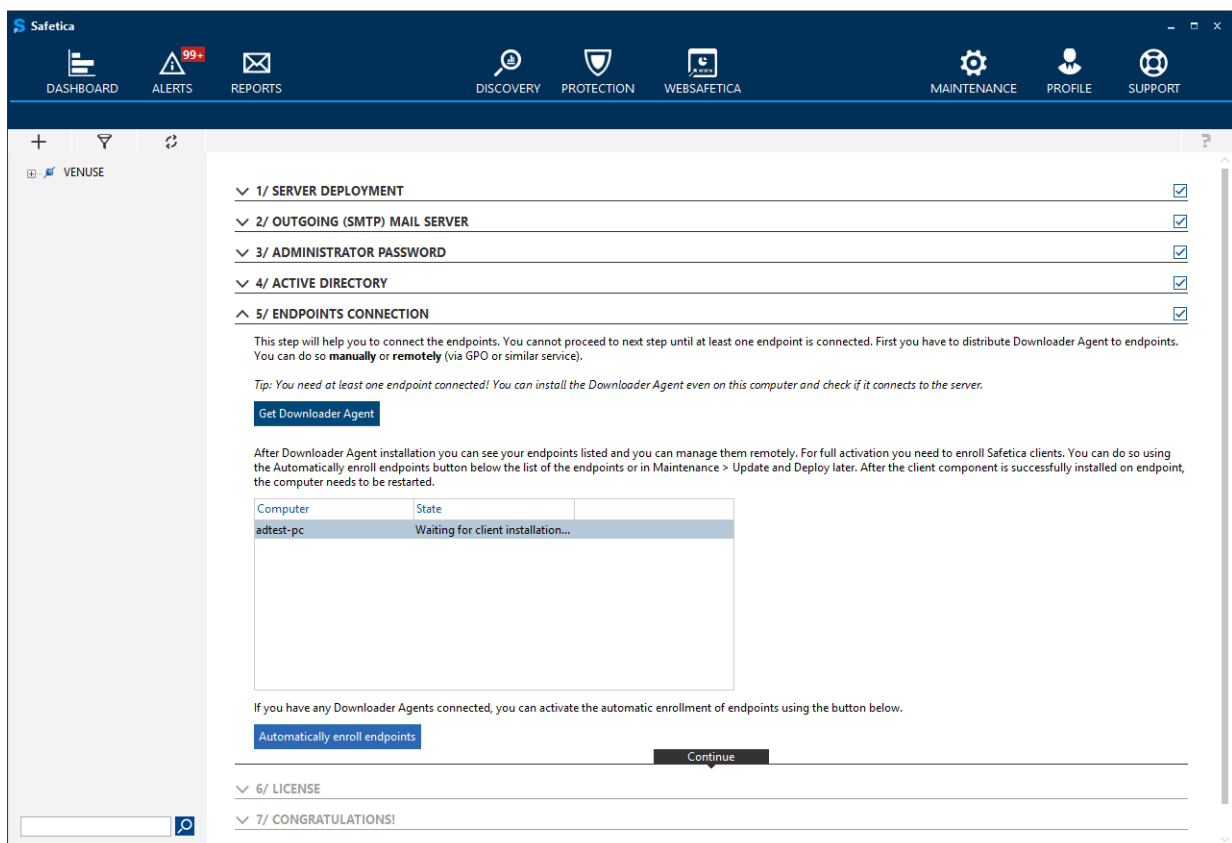 Safetica
99+
DASHBOARD ALERTS REPORTS DISCOVERY PROTECTION WEBSAFETICA MAINTENANCE PROFILE SUPPORT
?
VENUSE
1/ SERVER DEPLOYMENT
2/ OUTGOING (SMTP) MAIL SERVER
3/ ADMINISTRATOR PASSWORD
4/ ACTIVE DIRECTORY
5/ ENDPOINTS CONNECTION
This step will help you to connect the endpoints. You cannot proceed to next step until at least one endpoint is connected. First you have to distribute Downloader Agent to endpoints.
You can do so manually or remotely (via GPO or similar service).
Tip: You need at least one endpoint connected! You can install the Downloader Agent even on this computer and check if it connects to the server.
Get Downloader Agent
After Downloader Agent installation you can see your endpoints listed and you can manage them remotely. For full activation you need to enroll Safetica clients. You can do so using
the Automatically enroll endpoints button below the list of the endpoints or in Maintenance > Update and Deploy later. After the client component is successfully installed on endpoint,
the computer needs to be restarted.
Computer State
adtest-pc Waiting for client installation...
If you have any Downloader Agents connected, you can activate the automatic enrollment of endpoints using the button below.
Automatically enroll endpoints
Continue
6/ LICENSE
7/ CONGRATULATIONS!